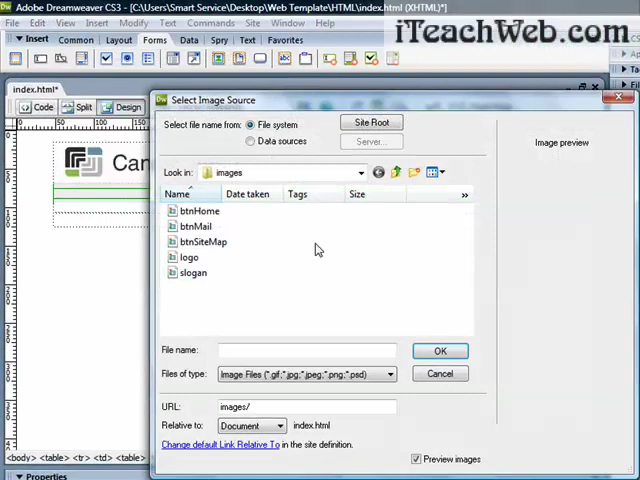 Adobe Dreamweaver CS3 - [C:\Users\Smart Service\Desktop\Web Template\HTML\index.html (XHTML)*]
iTeachWeb.com
File Edit View Insert Modify Text Commands Site Window
Insert Common Layout Forms Data Spry Text Favorites
index.html*
Code Split Design
Select Image Source
Select file name from: File system Site Root
Data sources Server...
Image preview
Look in: images
Name Date taken Tags Size »
btnHome
btnMail
btnSiteMap
logo
slogan
File name: OK
Files of type: Image Files (*.gif;*.jpg;*.jpeg;*.png;*.psd) Cancel
URL: images/
Relative to: Document index.html
Change default Link Relative To in the site definition.
Preview images
<body> <table> <tr> <td> <table>
Properties